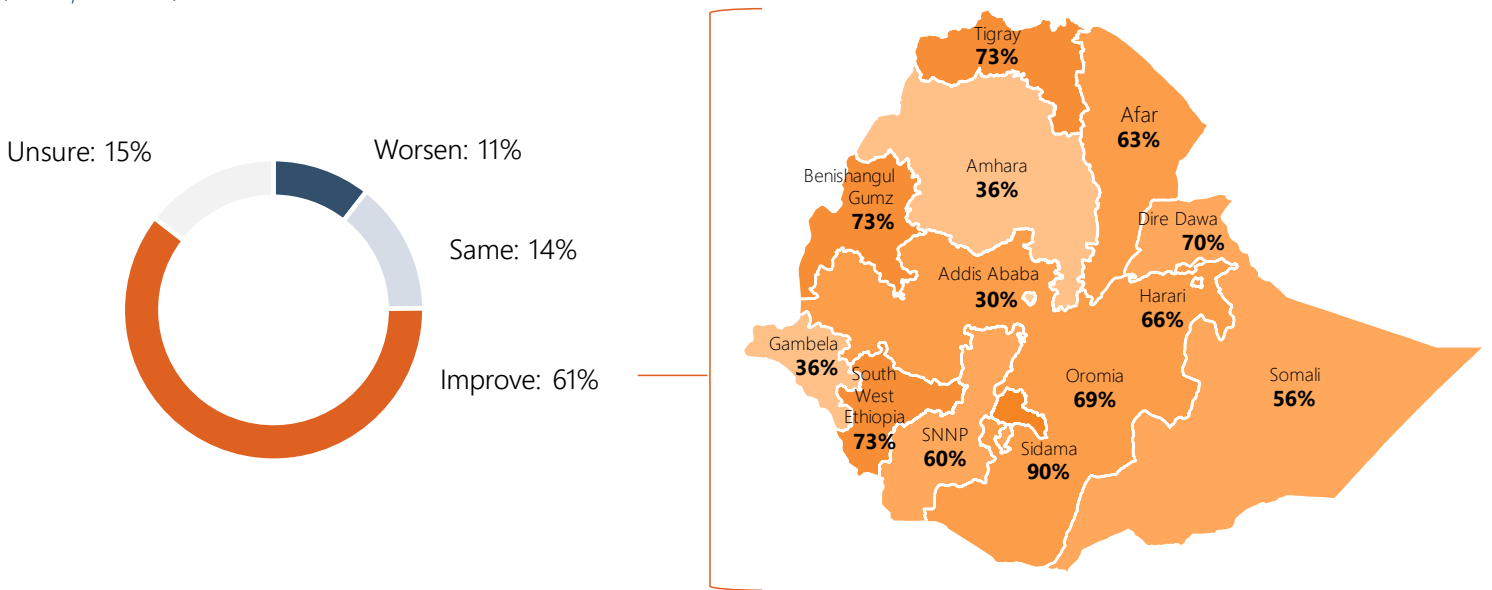 Unsure: 15%
Worsen: 11%
Same: 14%
Improve: 61%
Tigray
73%
Afar
63%
Amhara
36%
Benishangul
Gumz
73%
Dire Dawa
70%
Addis Ababa
30%
Harari
66%
Gambela
36%
South
West
Ethiopia
73%
Oromia
69%
Somali
56%
SNNP
60%
Sidama
90%